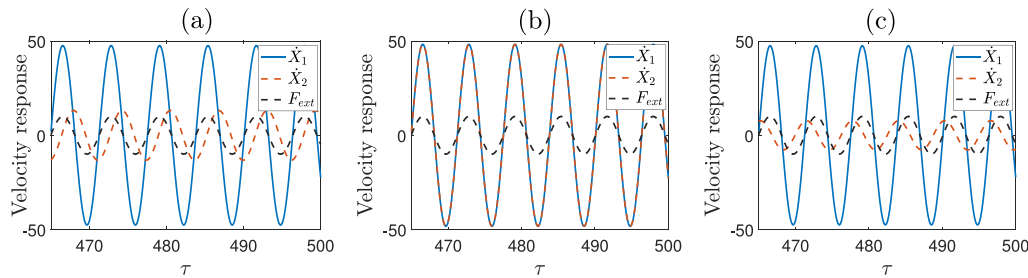 (a)
Velocity response
50
0
-50
470
480
490
500
τ
Ẋ₁
Ẋ₂
Fₑₓₜ
(b)
Velocity response
50
0
-50
470
480
490
500
τ
Ẋ₁
Ẋ₂
Fₑₓₜ
(c)
Velocity response
50
0
-50
470
480
490
500
τ
Ẋ₁
Ẋ₂
Fₑₓₜ